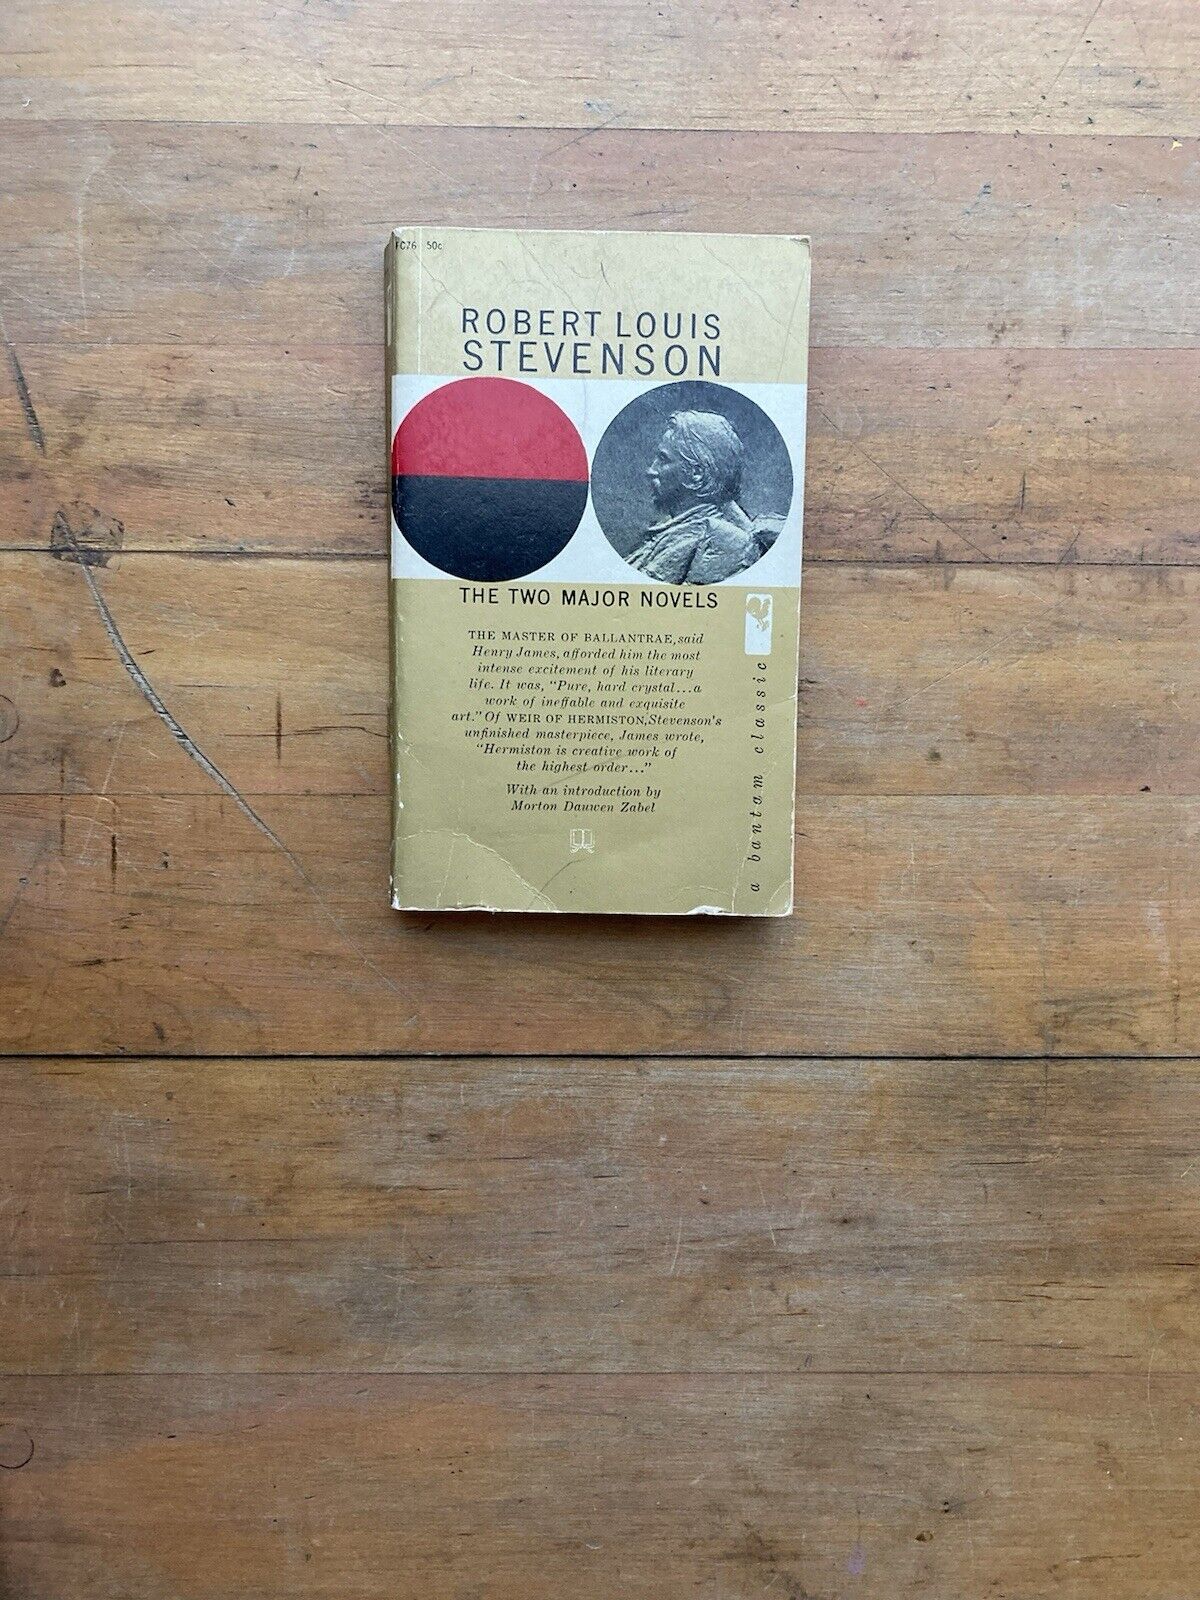 FC76 50¢
ROBERT LOUIS
STEVENSON
THE TWO MAJOR NOVELS
THE MASTER OF BALLANTRAE, said
Henry James, afforded him the most
intense excitement of his literary
life. It was, "Pure, hard crystal...a
work of ineffable and exquisite
art." Of WEIR OF HERMISTON, Stevenson's
unfinished masterpiece, James wrote,
"Hermiston is creative work of
the highest order..."
With an introduction by
Morton Dauwen Zabel
a bantam classic